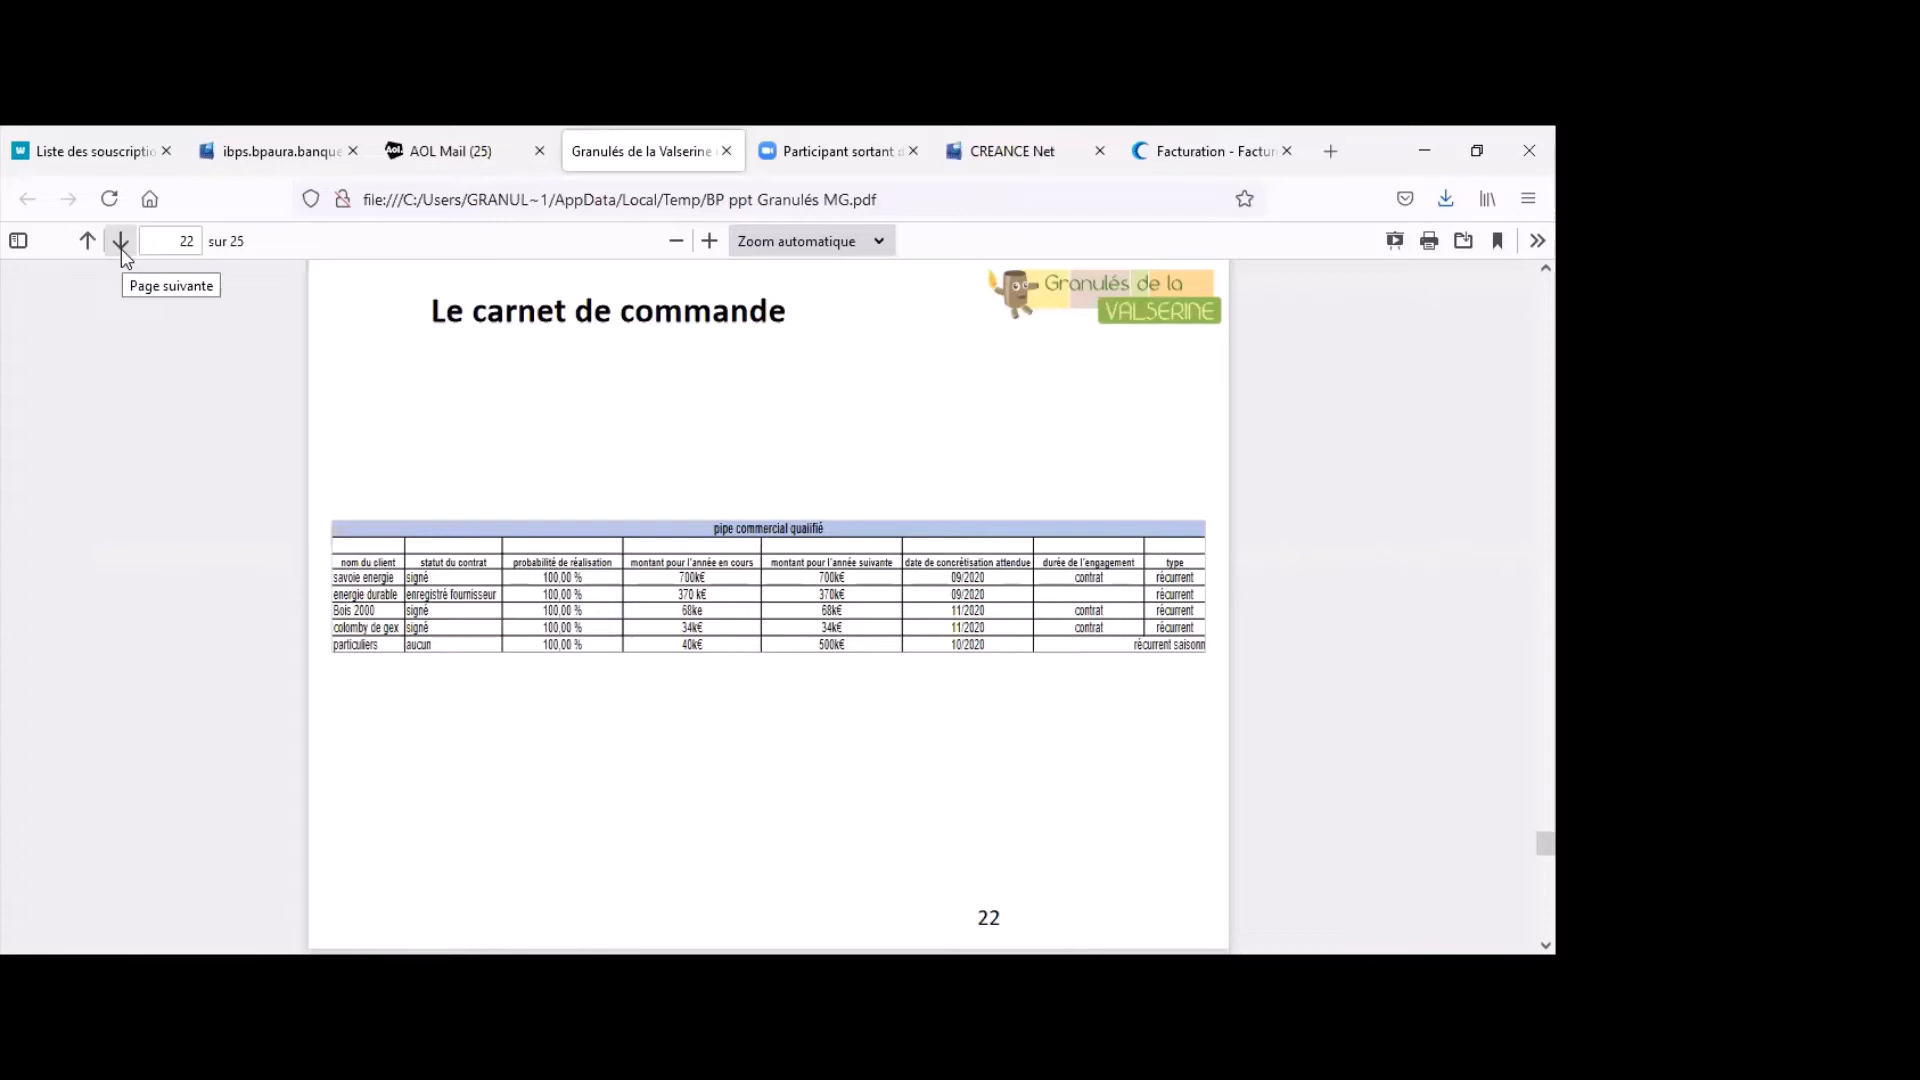 Liste des souscriptio
ibps.bpaura.banque
AOL Mail (25)
Granulés de la Valserine
Participant sortant d
CREANCE Net
Facturation - Factur
file:///C:/Users/GRANUL~1/AppData/Local/Temp/BP ppt Granulés MG.pdf
22 sur 25
Zoom automatique
Page suivante
Le carnet de commande
Granulés de la
VALSERINE
pipe commercial qualifié
nom du client statut du contrat probabilité de réalisation montant pour l'année en cours montant pour l'année suivante date de concrétisation attendue durée de l'engagement type
savoie energie signé 100,00 % 700k€ 700k€ 09/2020 contrat récurrent
energie durable enregistré fournisseur 100,00 % 370 k€ 370k€ 09/2020 récurrent
Bois 2000 signé 100,00 % 68ke 68k€ 11/2020 contrat récurrent
colomby de gex signé 100,00 % 34k€ 34k€ 11/2020 contrat récurrent
particuliers aucun 100,00 % 40k€ 500k€ 10/2020 récurrent saisonn
22